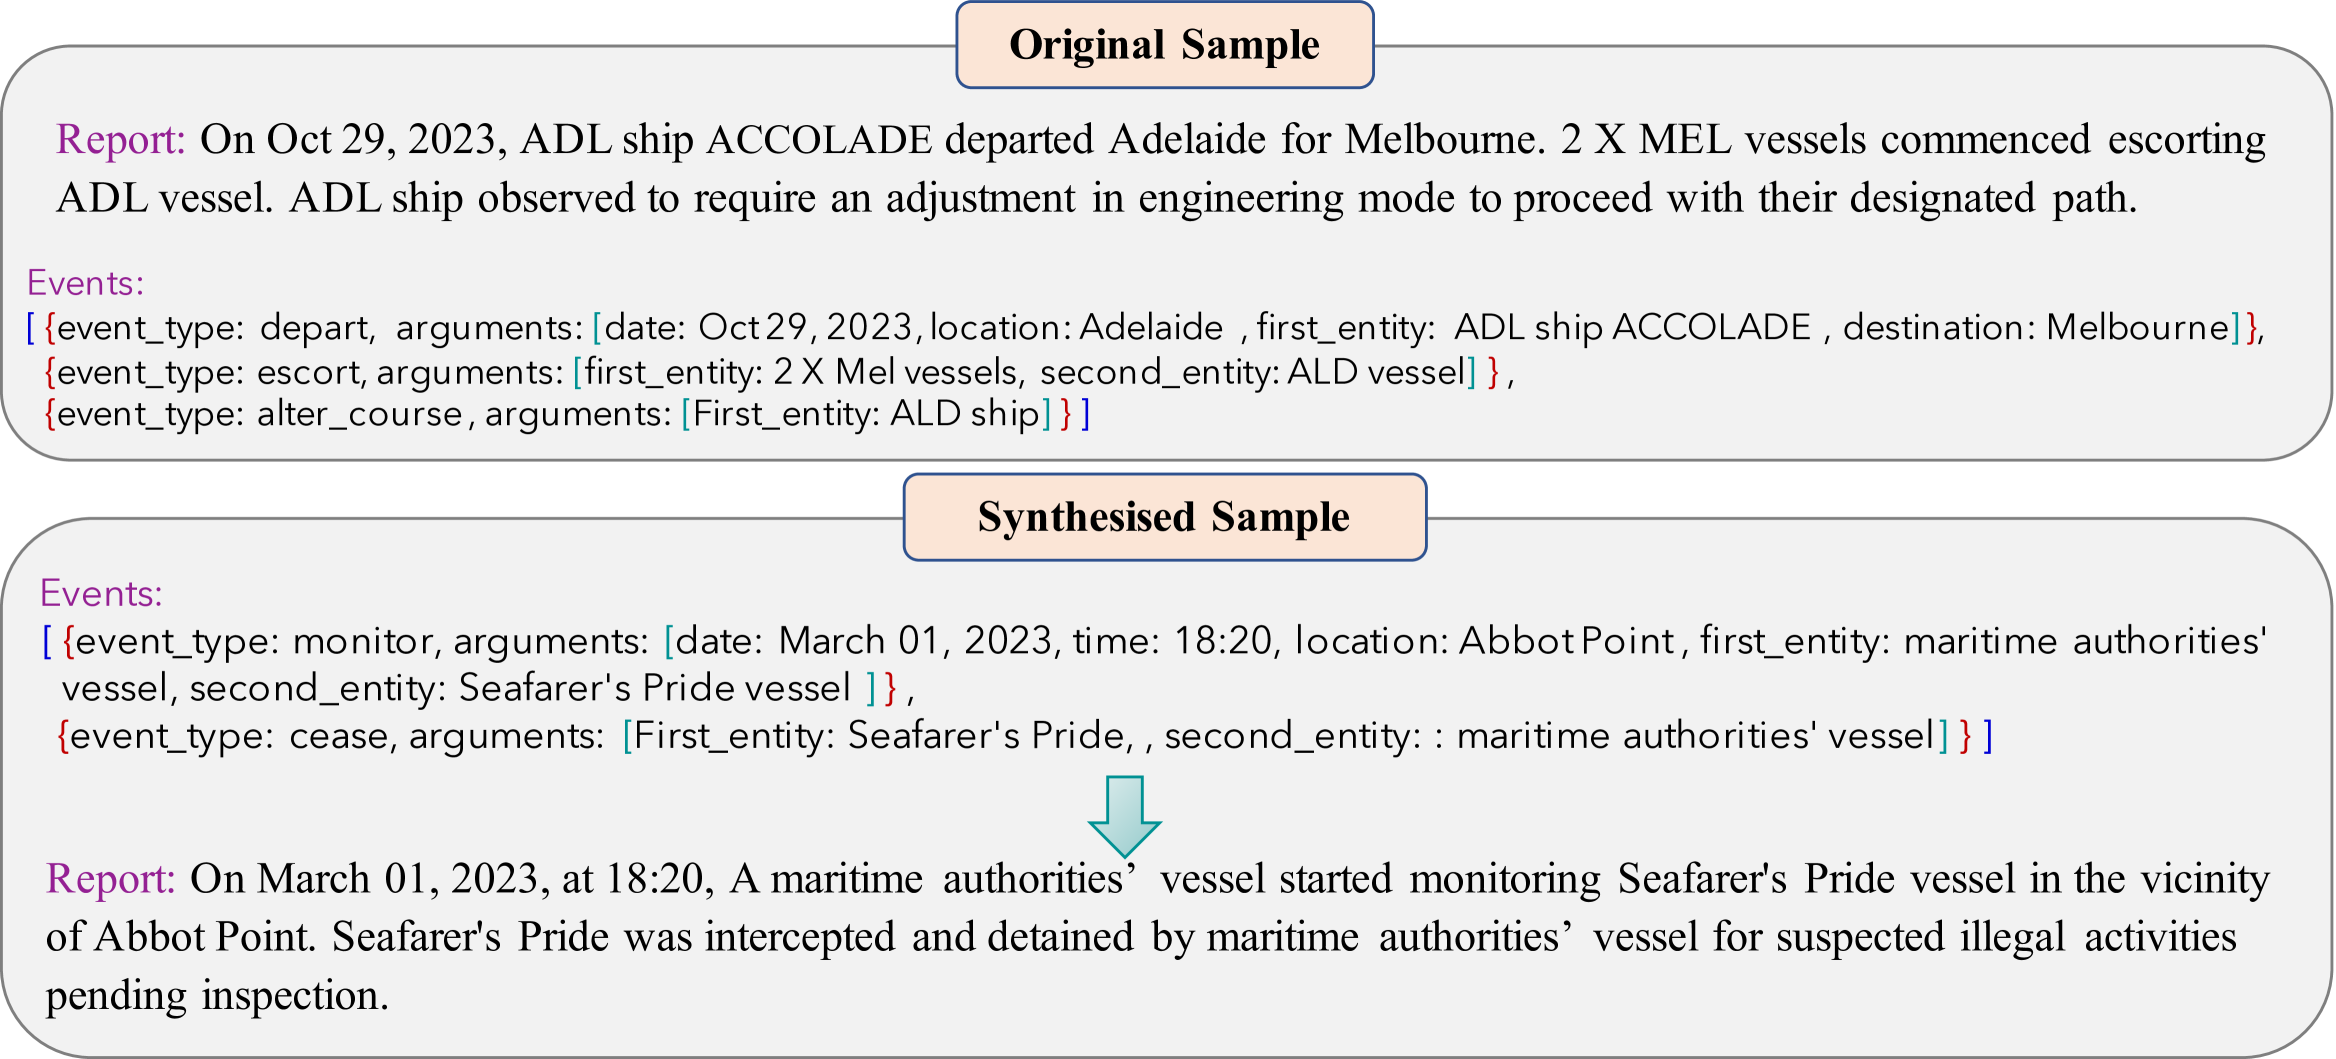 Original Sample
Report: On Oct 29, 2023, ADL ship ACCOLADE departed Adelaide for Melbourne. 2 X MEL vessels commenced escorting
ADL vessel. ADL ship observed to require an adjustment in engineering mode to proceed with their designated path.
Events:
[ {event_type: depart, arguments: [date: Oct 29, 2023, location: Adelaide , first_entity: ADL ship ACCOLADE , destination: Melbourne]},
{event_type: escort, arguments: [first_entity: 2 X Mel vessels, second_entity: ALD vessel] } ,
{event_type: alter_course, arguments: [First_entity: ALD ship] } ]
Synthesised Sample
Events:
[ {event_type: monitor, arguments: [date: March 01, 2023, time: 18:20, location: Abbot Point , first_entity: maritime authorities'
vessel, second_entity: Seafarer's Pride vessel ] } ,
{event_type: cease, arguments: [First_entity: Seafarer's Pride, , second_entity: : maritime authorities' vessel] } ]
Report: On March 01, 2023, at 18:20, A maritime authorities’ vessel started monitoring Seafarer's Pride vessel in the vicinity
of Abbot Point. Seafarer's Pride was intercepted and detained by maritime authorities’ vessel for suspected illegal activities
pending inspection.